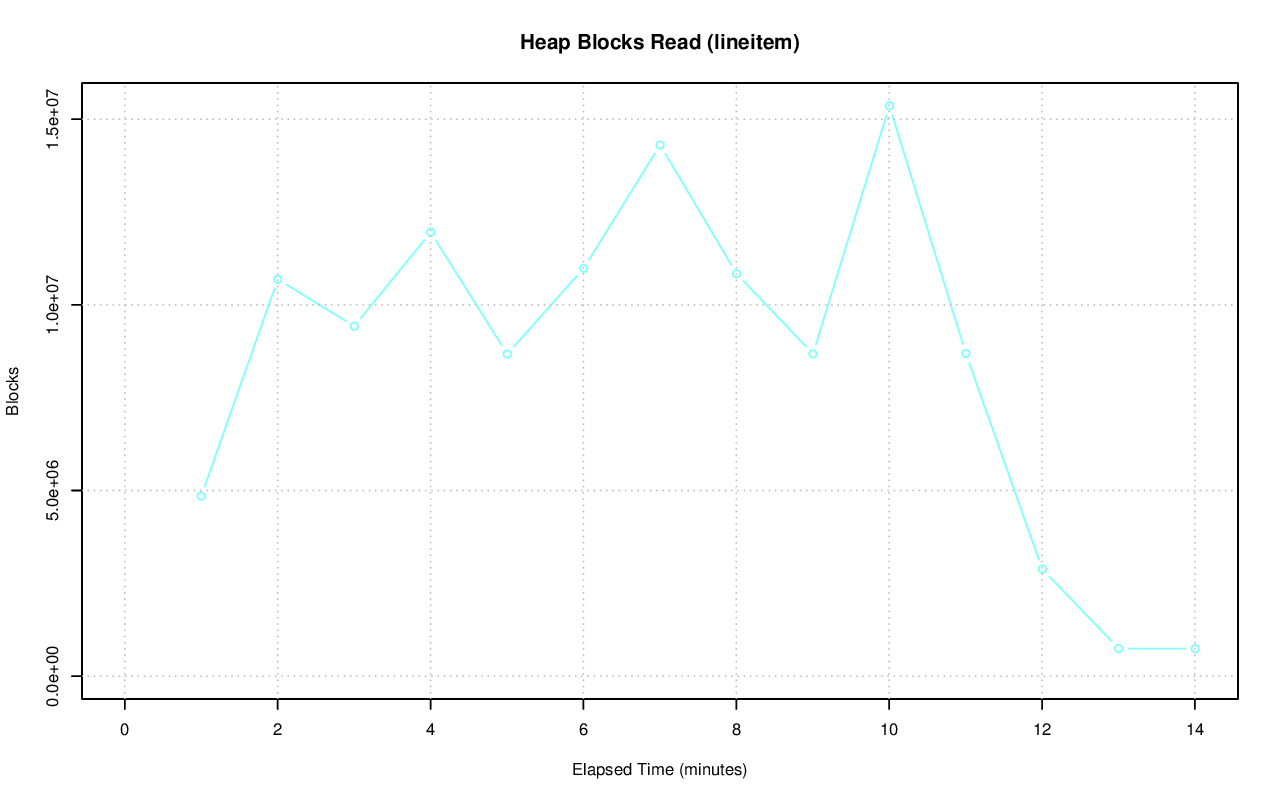 Heap Blocks Read (lineitem)
1.5e+07
1.0e+07
5.0e+06
0.0e+00
Blocks
0 2 4 6 8 10 12 14
Elapsed Time (minutes)